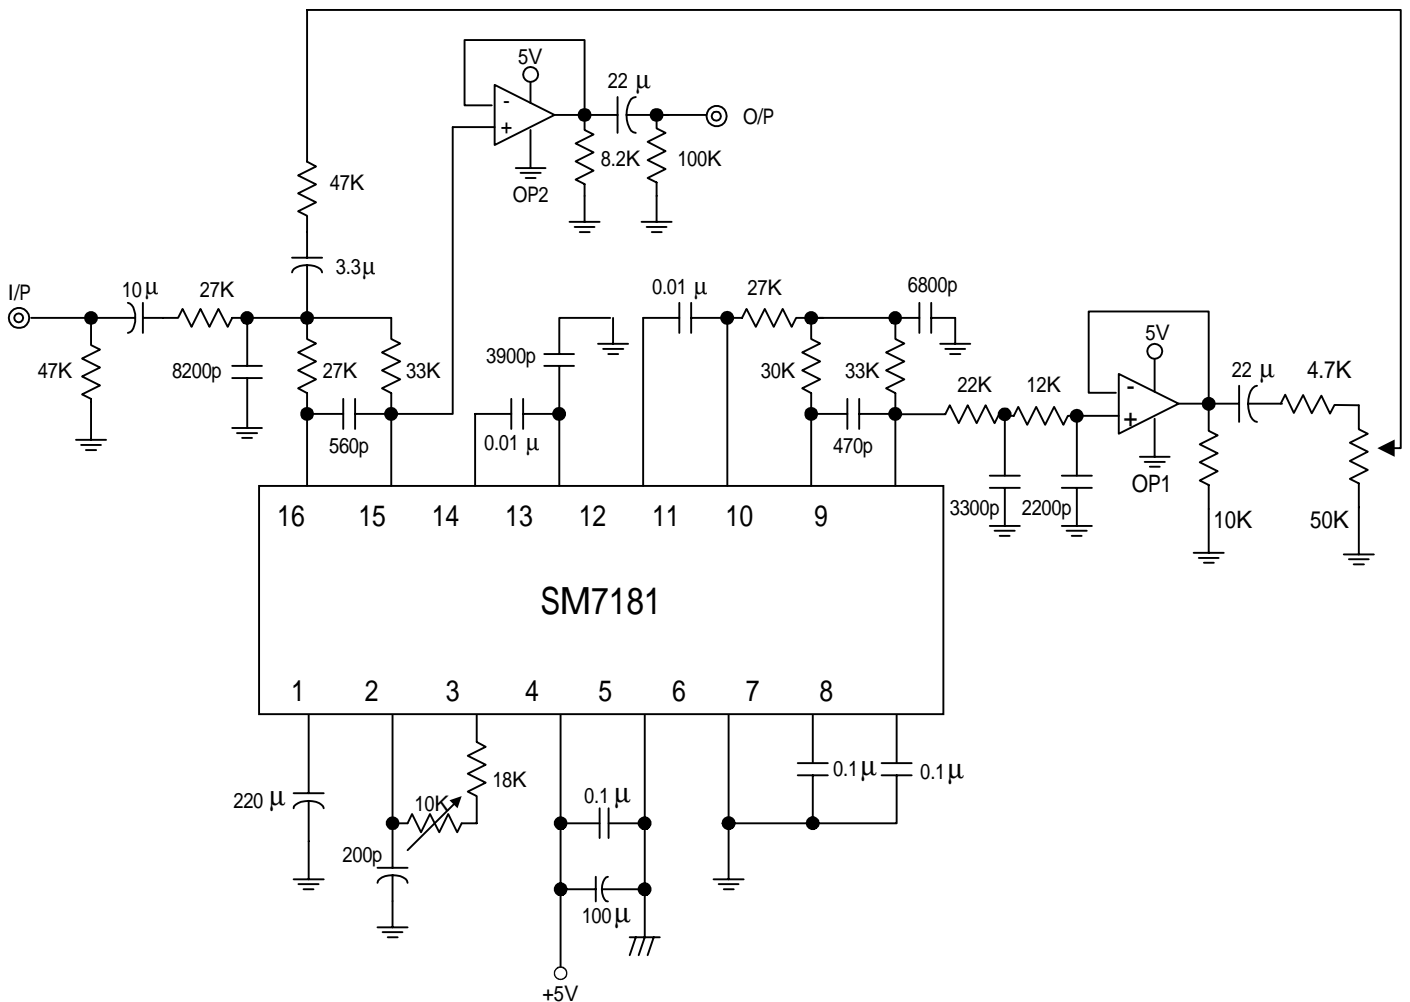 5V
22 μ
-
+
O/P
8.2K
100K
OP2
47K
3.3μ
I/P
10μ
27K
47K
8200p
27K
33K
560p
3900p
0.01 μ
0.01 μ
27K
6800p
30K
33K
470p
22K
12K
3300p
2200p
5V
-
+
OP1
22 μ
4.7K
10K
50K
16 15 14 13 12 11 10 9
SM7181
1 2 3 4 5 6 7 8
220 μ
200p
10K
18K
0.1 μ
100μ
+5V
0.1μ
0.1μ